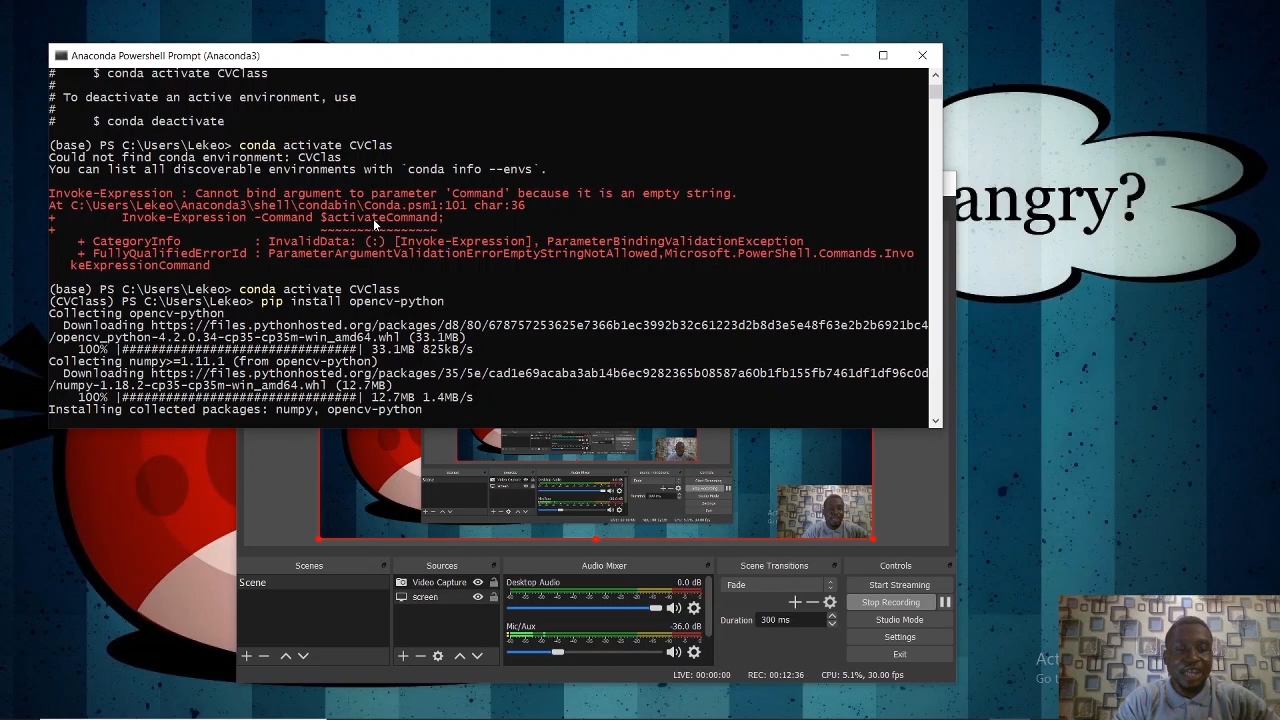 Anaconda Powershell Prompt (Anaconda3)
#     $ conda activate CVClass
#
# To deactivate an active environment, use
#
#     $ conda deactivate
(base) PS C:\Users\Lekeo> conda activate CVClas
Could not find conda environment: CVClas
You can list all discoverable environments with `conda info --envs`.
Invoke-Expression : Cannot bind argument to parameter 'Command' because it is an empty string.
At C:\Users\Lekeo\Anaconda3\shell\condabin\Conda.psm1:101 char:36
+         Invoke-Expression -Command $activateCommand;
+                                    ~~~~~~~~~~~~~~~~
    + CategoryInfo          : InvalidData: (:) [Invoke-Expression], ParameterBindingValidationException
    + FullyQualifiedErrorId : ParameterArgumentValidationErrorEmptyStringNotAllowed,Microsoft.PowerShell.Commands.Invo
   keExpressionCommand
(base) PS C:\Users\Lekeo> conda activate CVClass
(CVClass) PS C:\Users\Lekeo> pip install opencv-python
Collecting opencv-python
  Downloading https://files.pythonhosted.org/packages/d8/80/678757253625e7366b1ec3992b32c61223d2b8d3e5e48f63e2b2b6921bc4
/opencv_python-4.2.0.34-cp35-cp35m-win_amd64.whl (33.1MB)
    100% |################################| 33.1MB 825kB/s
Collecting numpy>=1.11.1 (from opencv-python)
  Downloading https://files.pythonhosted.org/packages/35/5e/cad1e69acaba3ab14b6ec9282365b08587a60b1fb155fb7461df1df96c0d
/numpy-1.18.2-cp35-cp35m-win_amd64.whl (12.7MB)
    100% |################################| 12.7MB 1.4MB/s
Installing collected packages: numpy, opencv-python
angry?
Scenes
Sources
Audio Mixer
Scene Transitions
Controls
Scene
Video Capture
screen
Desktop Audio 0.0 dB
Mic/Aux -36.0 dB
Fade
Duration 300 ms
Start Streaming
Stop Recording
Studio Mode
Settings
Exit
LIVE: 00:00:00 REC: 00:12:36 CPU: 5.1%, 30.00 fps
Go to